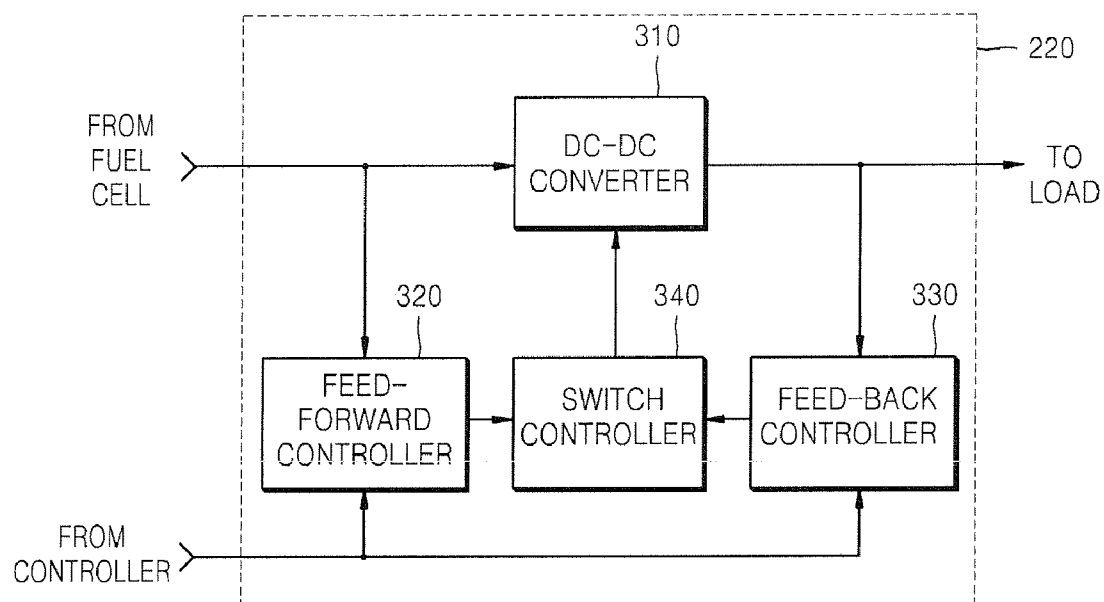 310
220
FROM
FUEL
CELL
DC-DC
CONVERTER
TO
LOAD
320
340
330
FEED-
FORWARD
CONTROLLER
SWITCH
CONTROLLER
FEED-BACK
CONTROLLER
FROM
CONTROLLER